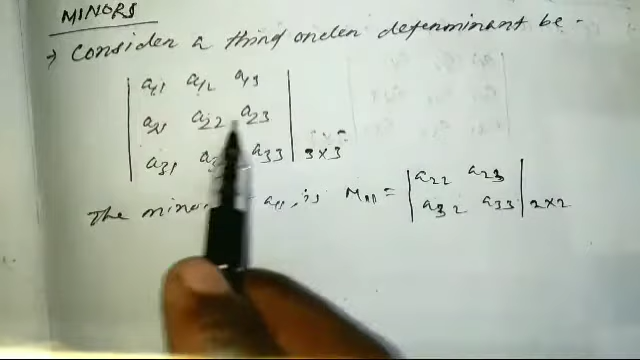 MINORS
→ Consider a third order determinant be -
a11 a12 a13
a21 a22 a23
a31 a33 3×3
The minor a11, is M11 = a22 a23
a32 a33 2×2